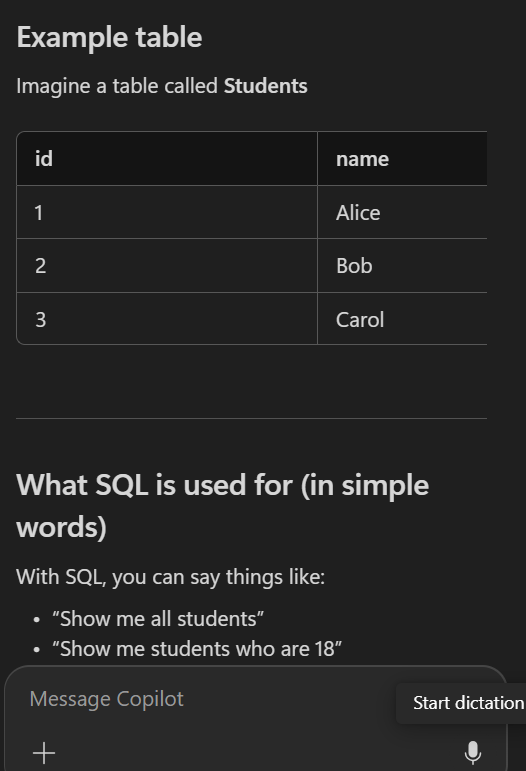 Example table
Imagine a table called Students
id name
1 Alice
2 Bob
3 Carol
What SQL is used for (in simple
words)
With SQL, you can say things like:
• “Show me all students”
• “Show me students who are 18”
Message Copilot
Start dictation